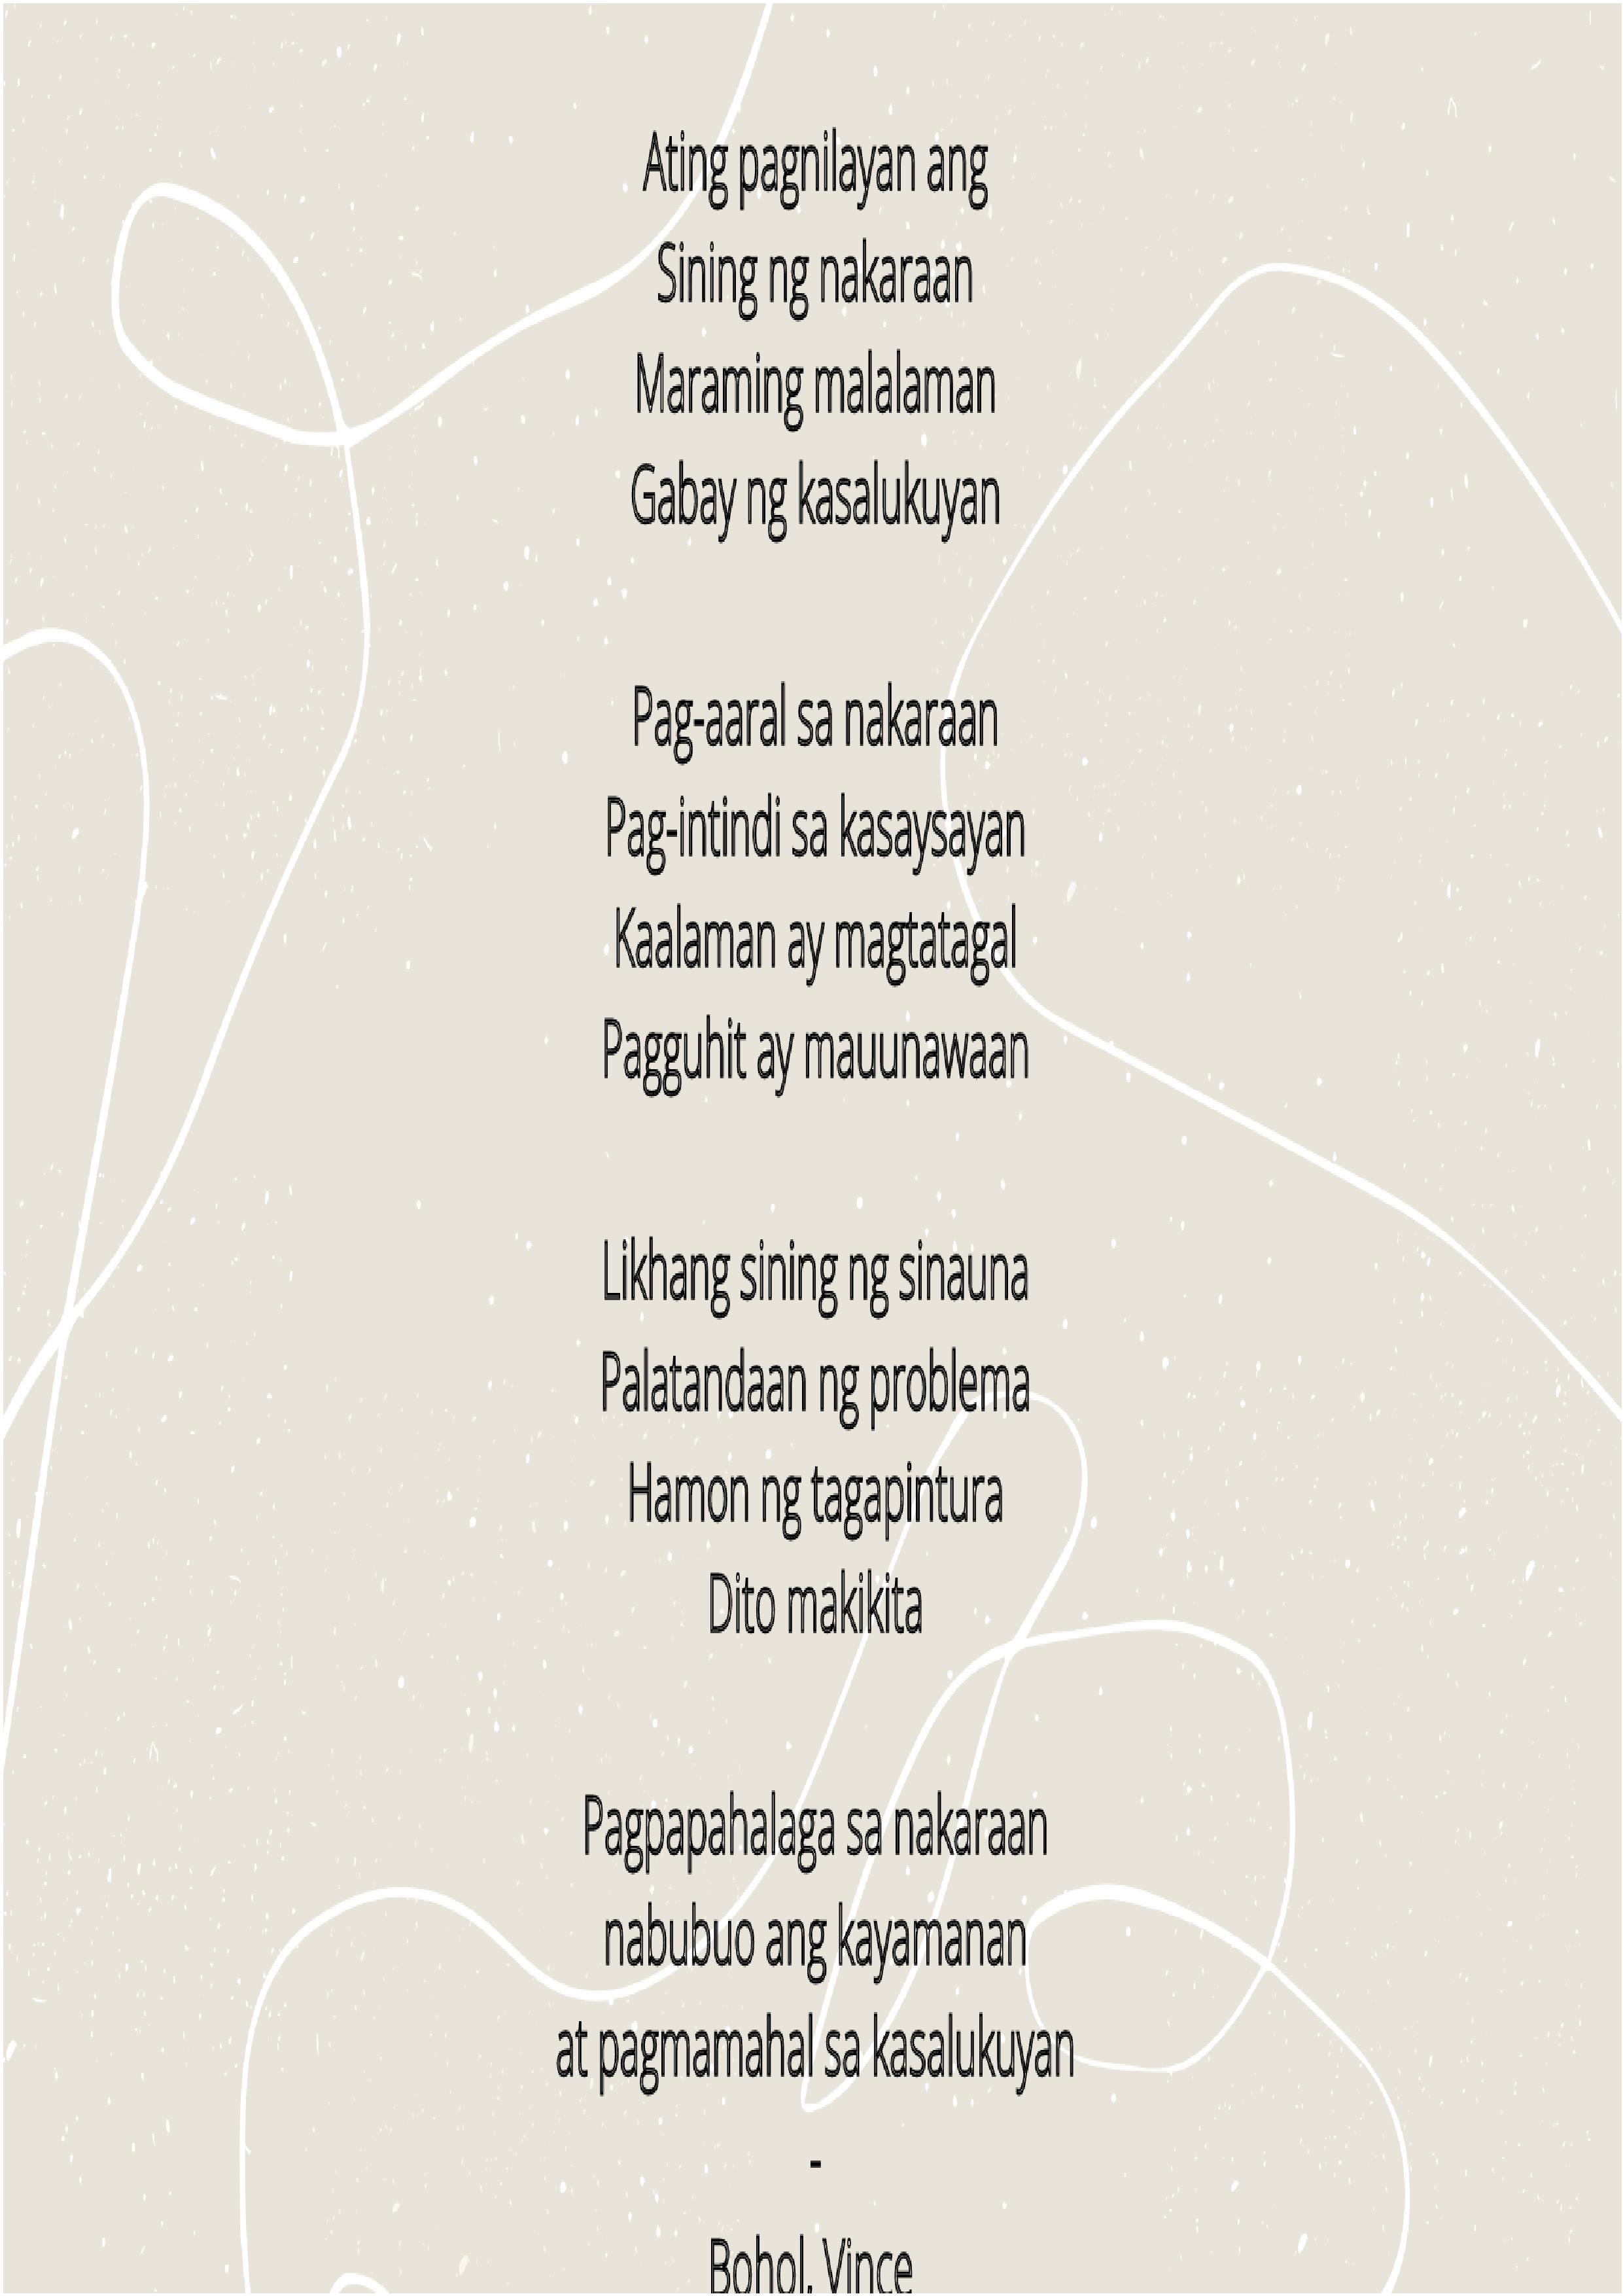 Ating pagnilayan ang
Sining ng nakaraan
Maraming malalaman
Gabay ng kasalukuyan
Pag-aaral sa nakaraan
Pag-intindi sa kasaysayan
Kaalaman ay magtatagal
Pagguhit ay mauunawaan
Likhang sining ng sinauna
Palatandaan ng problema
Hamon ng tagapintura
Dito makikita
Pagpapahalaga sa nakaraan
nabubuo ang kayamanan
at pagmamahal sa kasalukuyan
-
Bohol, Vince